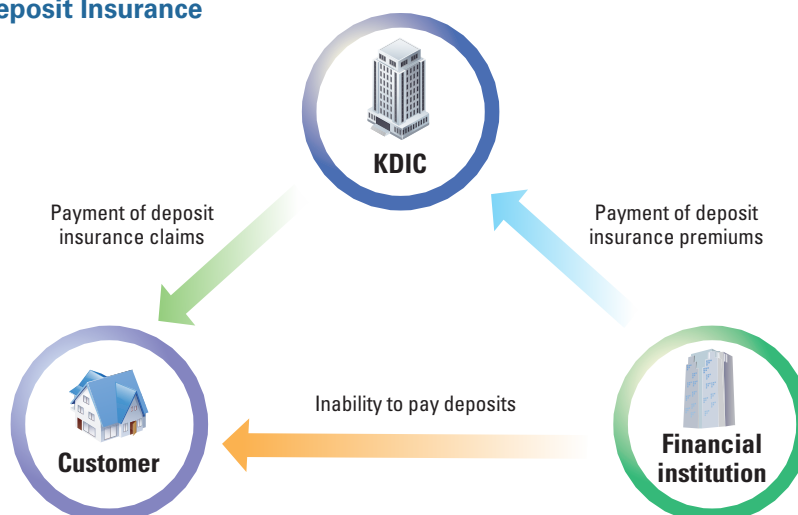 eposit Insurance
KDIC
Payment of deposit
insurance claims
Payment of deposit
insurance premiums
Inability to pay deposits
Customer
Financial
institution